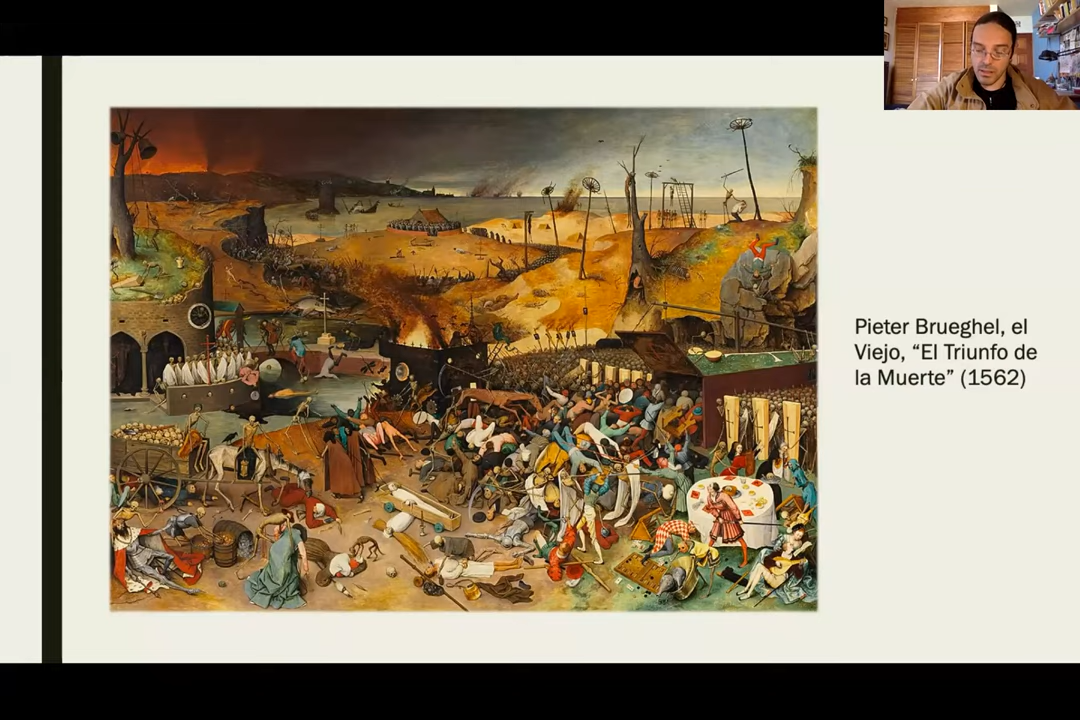 Pieter Brueghel, el
Viejo, “El Triunfo de
la Muerte” (1562)